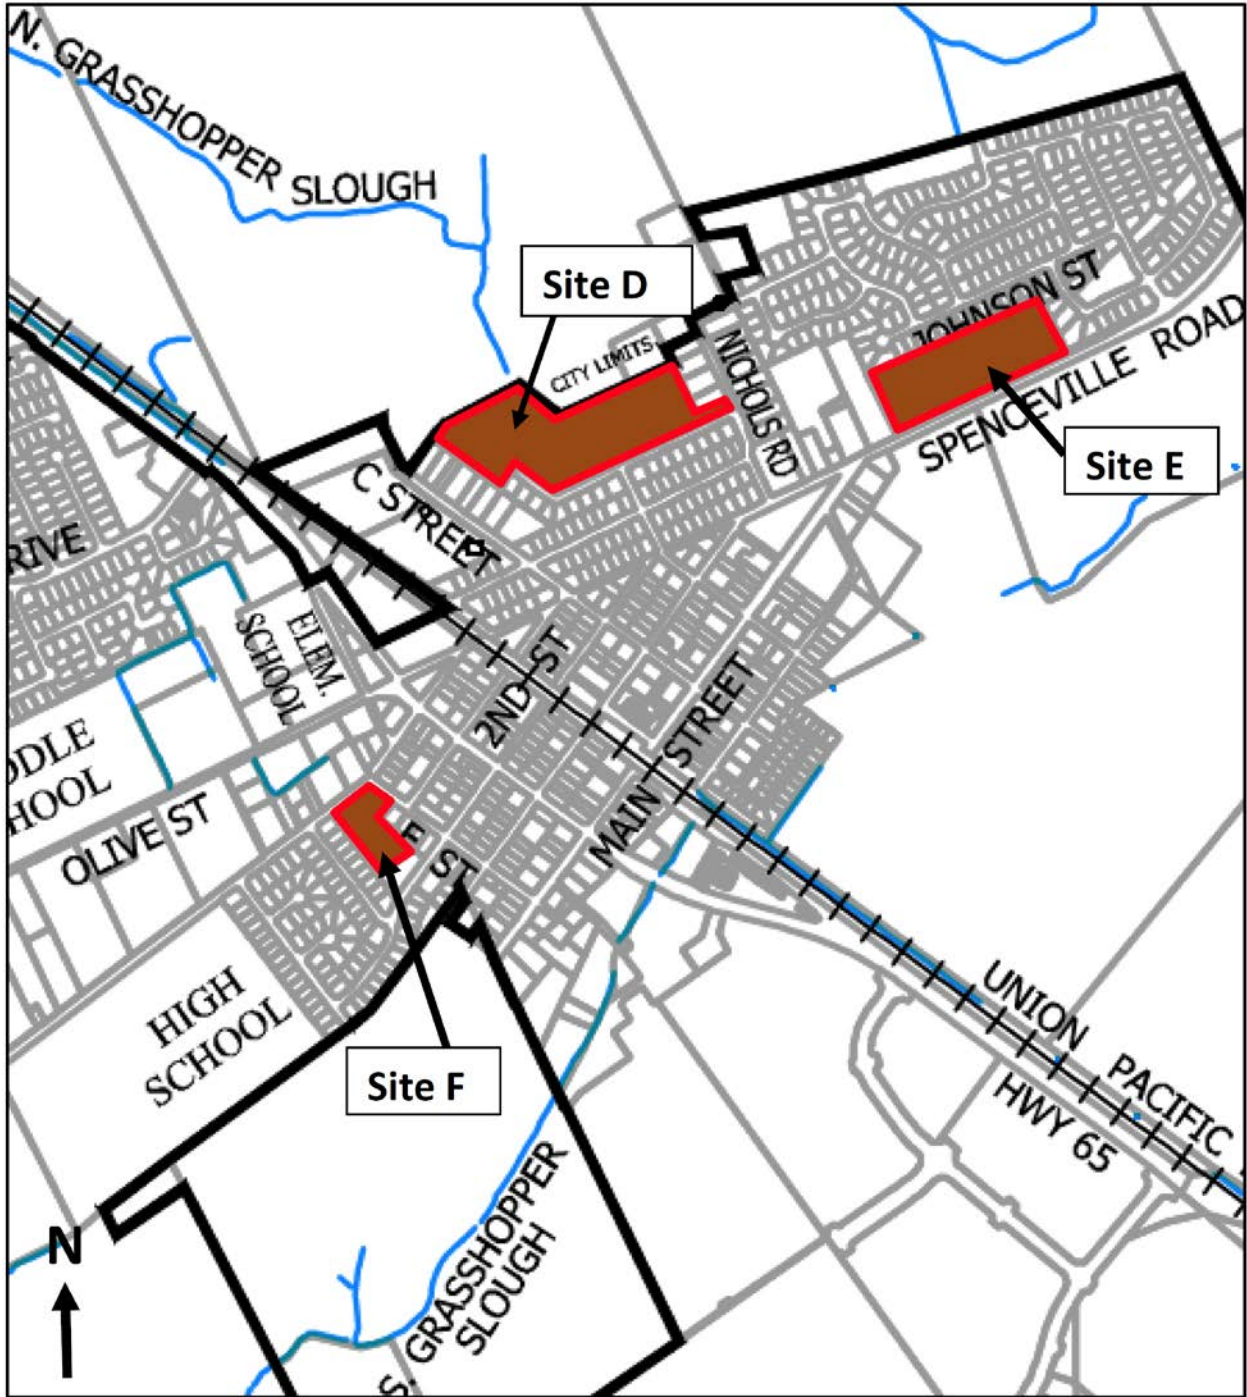 N. GRASSHOPPER SLOUGH
Site D
CITY LIMITS
NICHOLS RD
JOHNSON ST
SPENCEVILLE ROAD
Site E
C STREET
RIVE
ELEM.
SCHOOL
2ND ST
MAIN STREET
DDLE
HOOL
OLIVE ST
E ST
HIGH
SCHOOL
Site F
UNION PACIFIC
HWY 65
N
S. GRASSHOPPER
SLOUGH